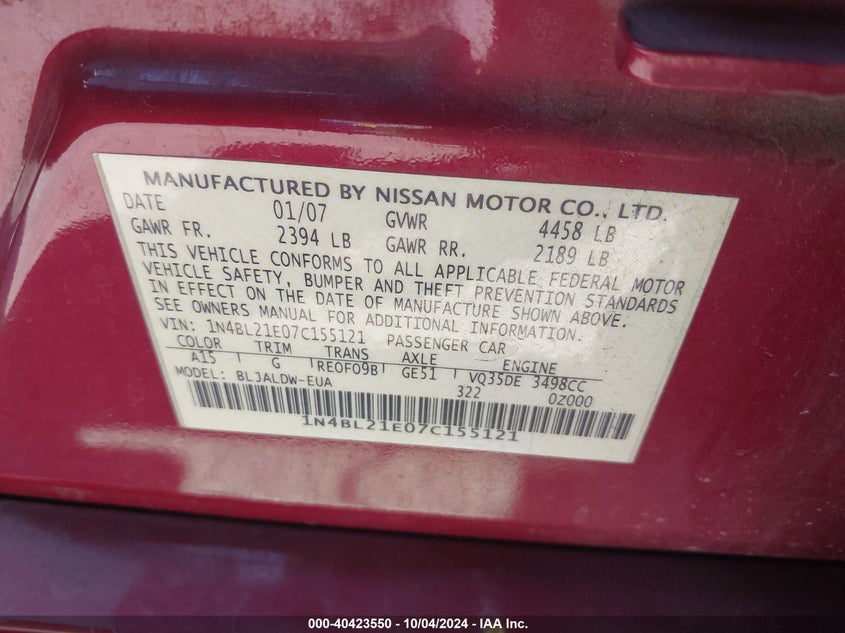 MANUFACTURED BY NISSAN MOTOR CO., LTD.
DATE 01/07 GVWR 4458 LB
GAWR FR. 2394 LB GAWR RR. 2189 LB
THIS VEHICLE CONFORMS TO ALL APPLICABLE FEDERAL MOTOR
VEHICLE SAFETY, BUMPER AND THEFT PREVENTION STANDARDS
IN EFFECT ON THE DATE OF MANUFACTURE SHOWN ABOVE.
SEE OWNERS MANUAL FOR ADDITIONAL INFORMATION.
VIN: 1N4BL21E07C155121 PASSENGER CAR
COLOR TRIM TRANS AXLE ENGINE
A15 G RE0F09B GE51 VQ35DE 3498CC
MODEL: BLJALDW-EUA 322 0Z000
1N4BL21E07C155121
000-40423550 - 10/04/2024 - IAA Inc.